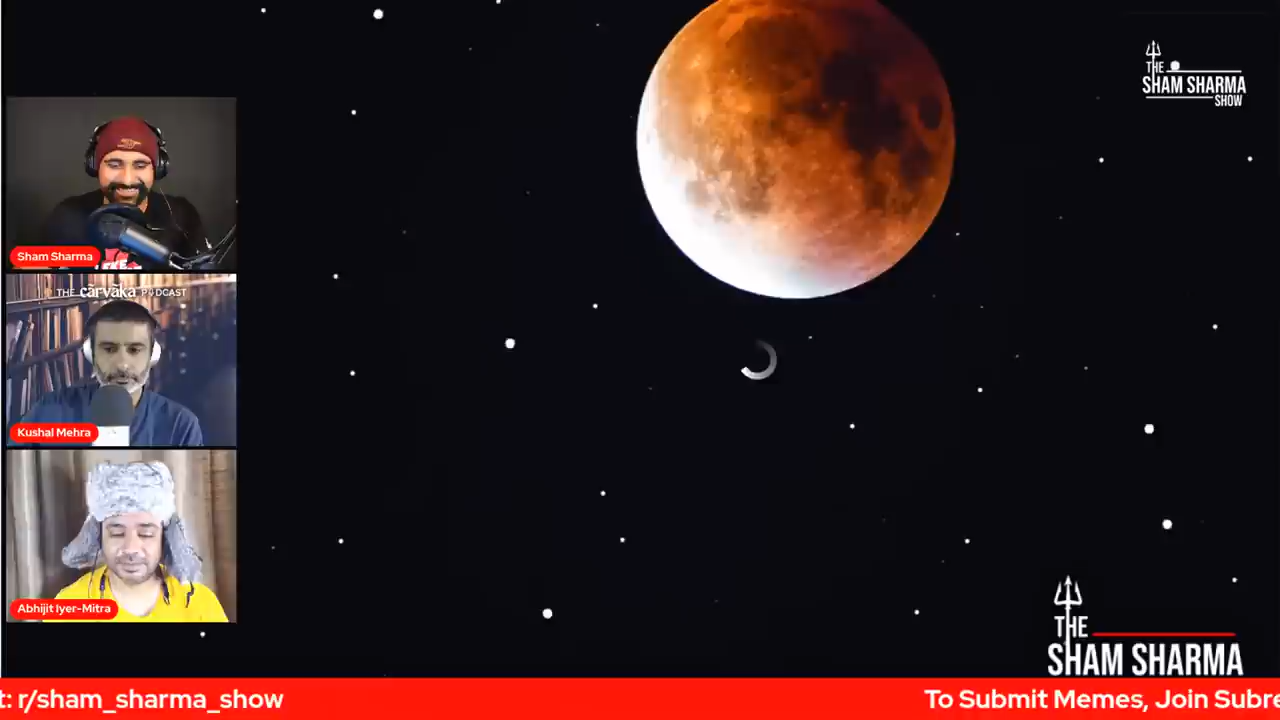 THE
SHAM SHARMA
SHOW
Sham Sharma
THE cārvāka PODCAST
Kushal Mehra
Abhijit Iyer-Mitra
THE
SHAM SHARMA
t: r/sham_sharma_show
To Submit Memes, Join Subre